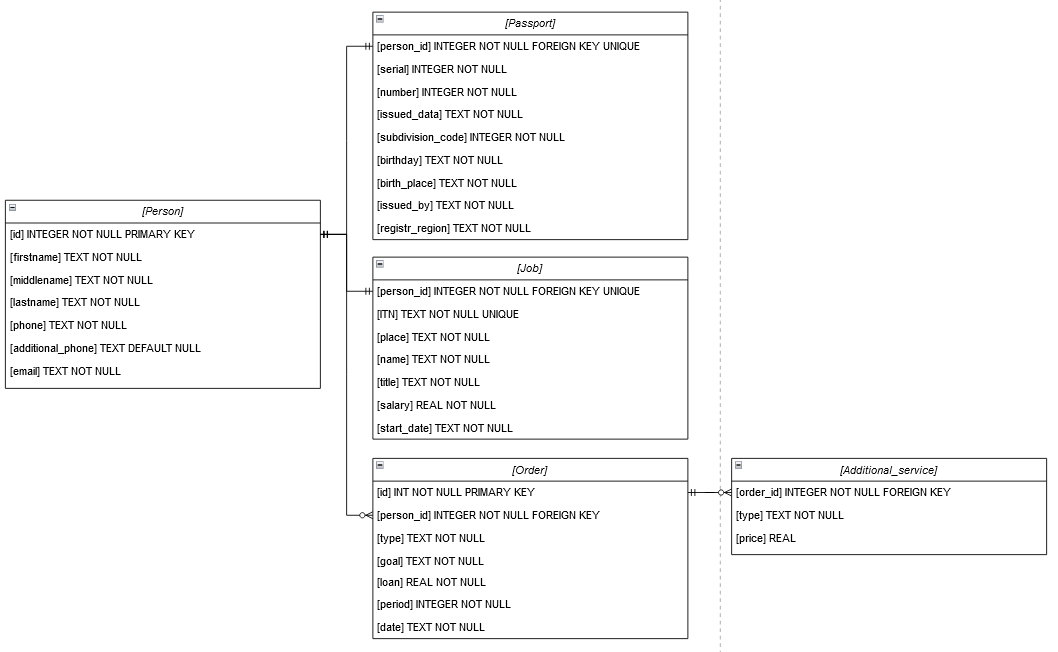 [Passport]
[person_id] INTEGER NOT NULL FOREIGN KEY UNIQUE
[serial] INTEGER NOT NULL
[number] INTEGER NOT NULL
[issued_data] TEXT NOT NULL
[subdivision_code] INTEGER NOT NULL
[birthday] TEXT NOT NULL
[birth_place] TEXT NOT NULL
[issued_by] TEXT NOT NULL
[registr_region] TEXT NOT NULL
[Person]
[id] INTEGER NOT NULL PRIMARY KEY
[firstname] TEXT NOT NULL
[middlename] TEXT NOT NULL
[lastname] TEXT NOT NULL
[phone] TEXT NOT NULL
[additional_phone] TEXT DEFAULT NULL
[email] TEXT NOT NULL
[Job]
[person_id] INTEGER NOT NULL FOREIGN KEY UNIQUE
[ITN] TEXT NOT NULL UNIQUE
[place] TEXT NOT NULL
[name] TEXT NOT NULL
[title] TEXT NOT NULL
[salary] REAL NOT NULL
[start_date] TEXT NOT NULL
[Order]
[id] INT NOT NULL PRIMARY KEY
[person_id] INTEGER NOT NULL FOREIGN KEY
[type] TEXT NOT NULL
[goal] TEXT NOT NULL
[loan] REAL NOT NULL
[period] INTEGER NOT NULL
[date] TEXT NOT NULL
[Additional_service]
[order_id] INTEGER NOT NULL FOREIGN KEY
[type] TEXT NOT NULL
[price] REAL